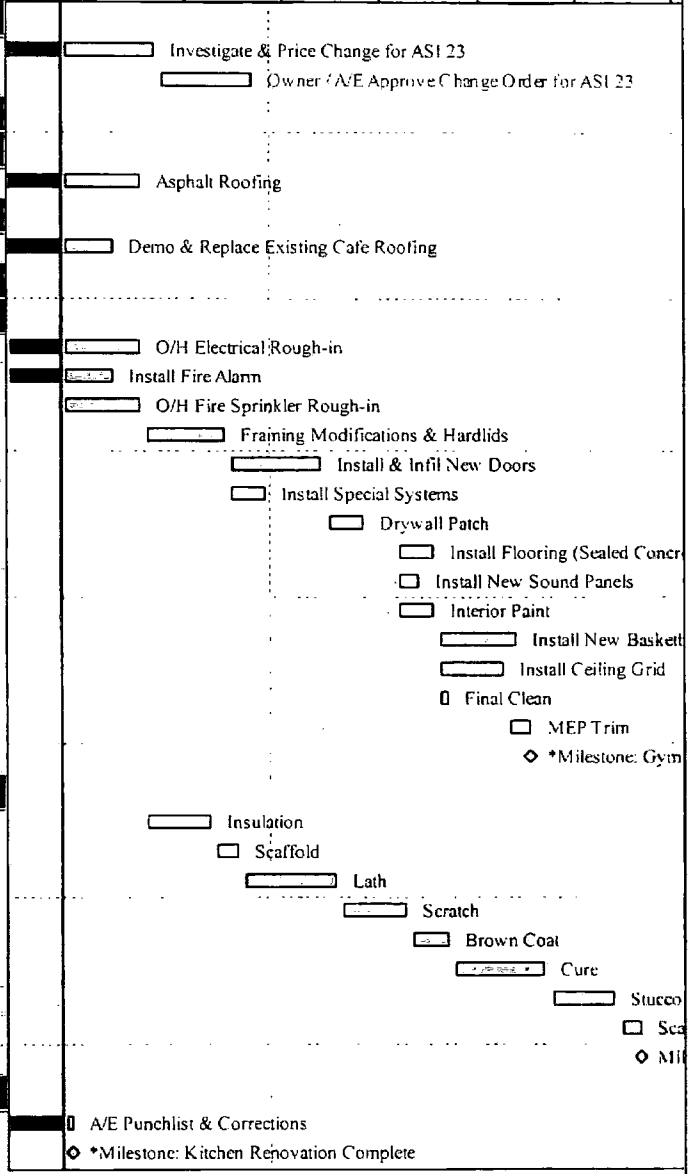 Investigate & Price Change for ASI 23
Owner / A/E Approve Change Order for ASI 23
Asphalt Roofing
Demo & Replace Existing Cafe Roofing
O/H Electrical Rough-in
Install Fire Alarm
O/H Fire Sprinkler Rough-in
Framing Modifications & Hardlids
Install & Infil New Doors
Install Special Systems
Drywall Patch
Install Flooring (Sealed Concr
Install New Sound Panels
Interior Paint
Install New Basketb
Install Ceiling Grid
Final Clean
MEP Trim
*Milestone: Gym
Insulation
Scaffold
Lath
Scratch
Brown Coat
Cure
Stucco
Sca
Mil
A/E Punchlist & Corrections
*Milestone: Kitchen Renovation Complete